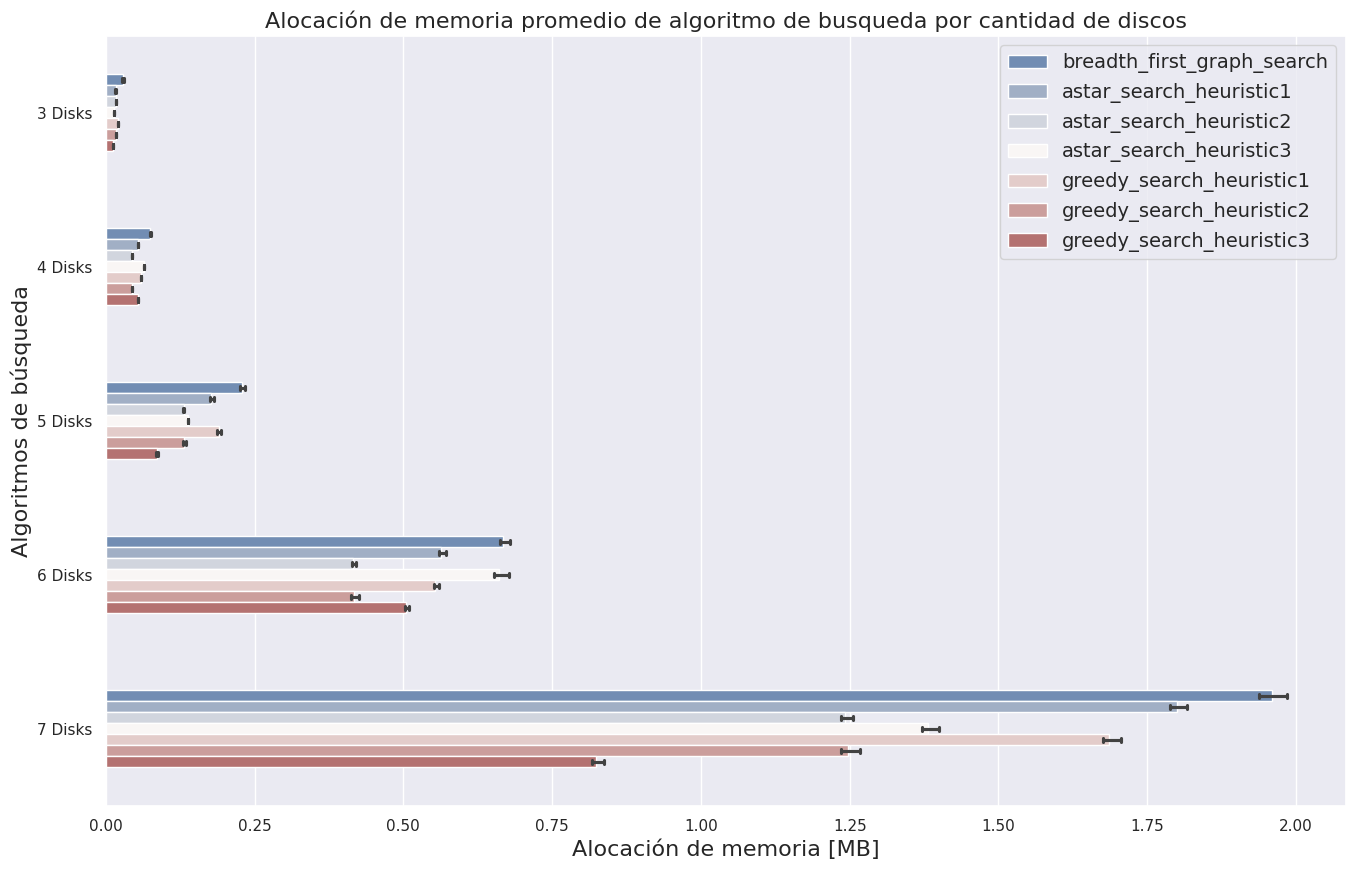 Alocación de memoria promedio de algoritmo de busqueda por cantidad de discos
breadth_first_graph_search
astar_search_heuristic1
astar_search_heuristic2
astar_search_heuristic3
greedy_search_heuristic1
greedy_search_heuristic2
greedy_search_heuristic3
Algoritmos de búsqueda
3 Disks
4 Disks
5 Disks
6 Disks
7 Disks
0.00 0.25 0.50 0.75 1.00 1.25 1.50 1.75 2.00
Alocación de memoria [MB]